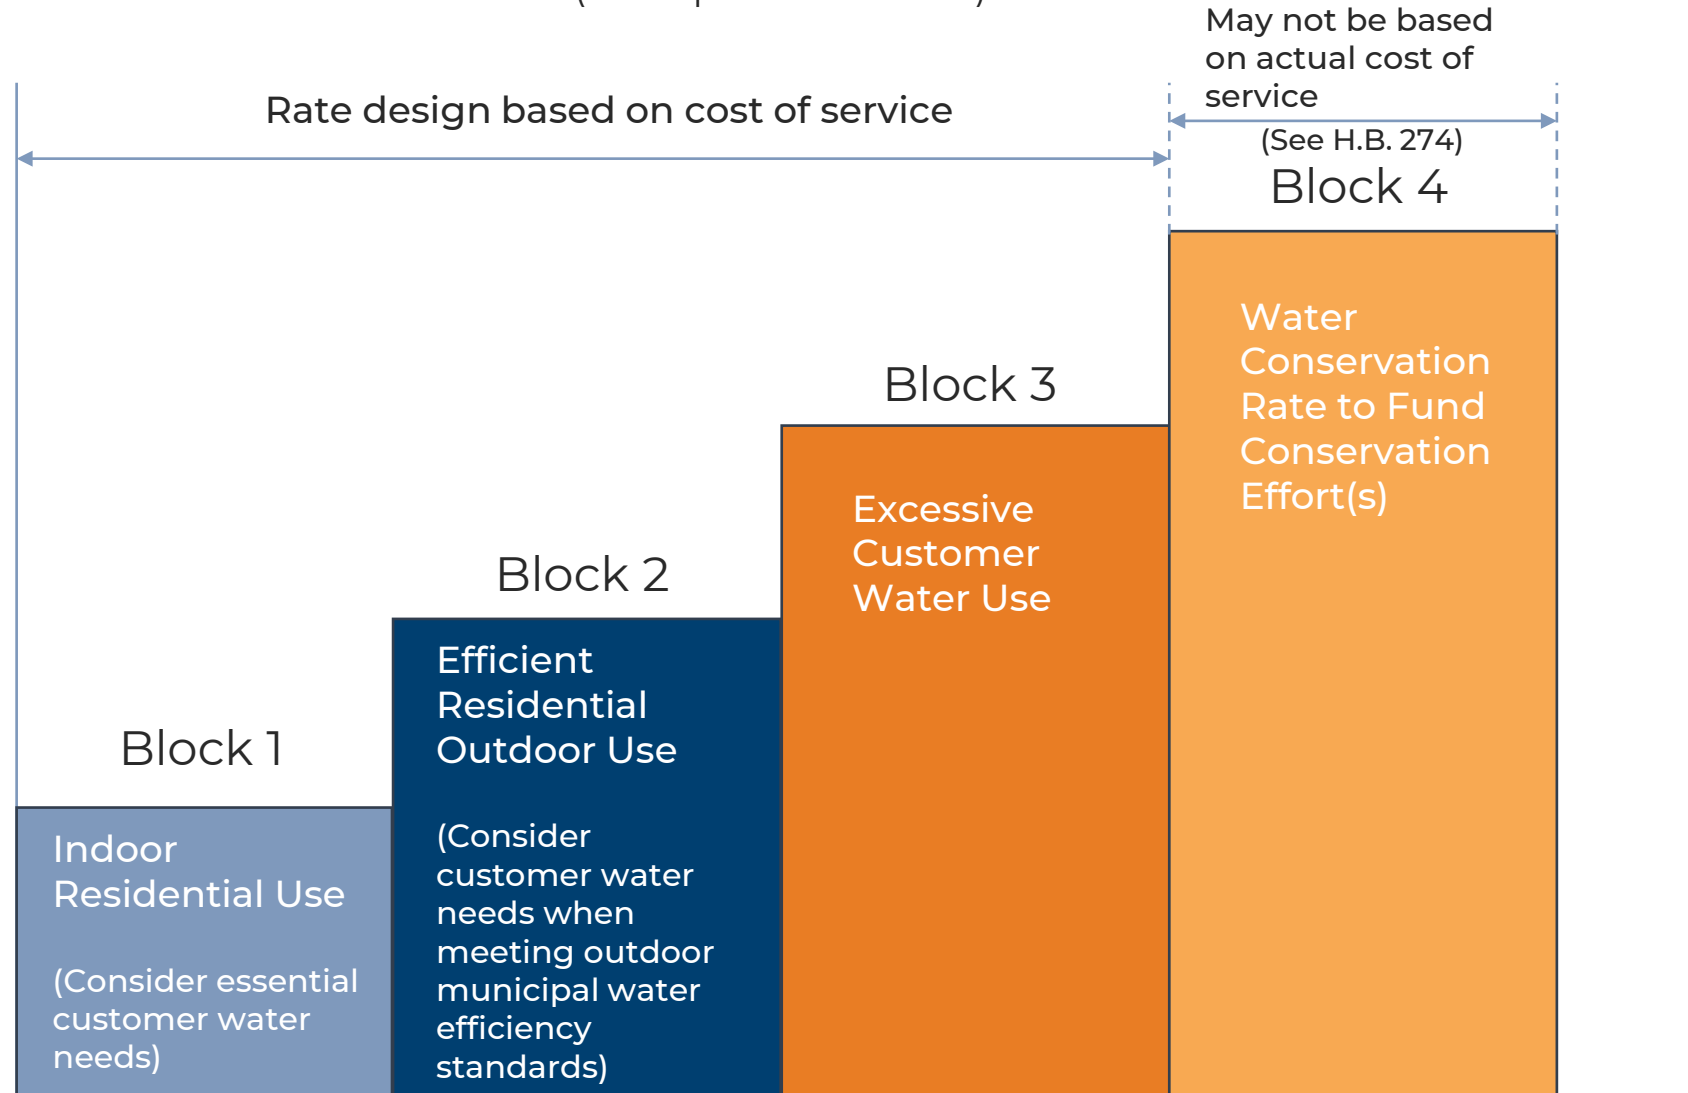 May not be based
on actual cost of
service
Rate design based on cost of service
(See H.B. 274)
Block 4
Water
Conservation
Rate to Fund
Conservation
Effort(s)
Block 3
Excessive
Customer
Water Use
Block 2
Efficient
Residential
Outdoor Use
(Consider
customer water
needs when
meeting outdoor
municipal water
efficiency
standards)
Block 1
Indoor
Residential Use
(Consider essential
customer water
needs)